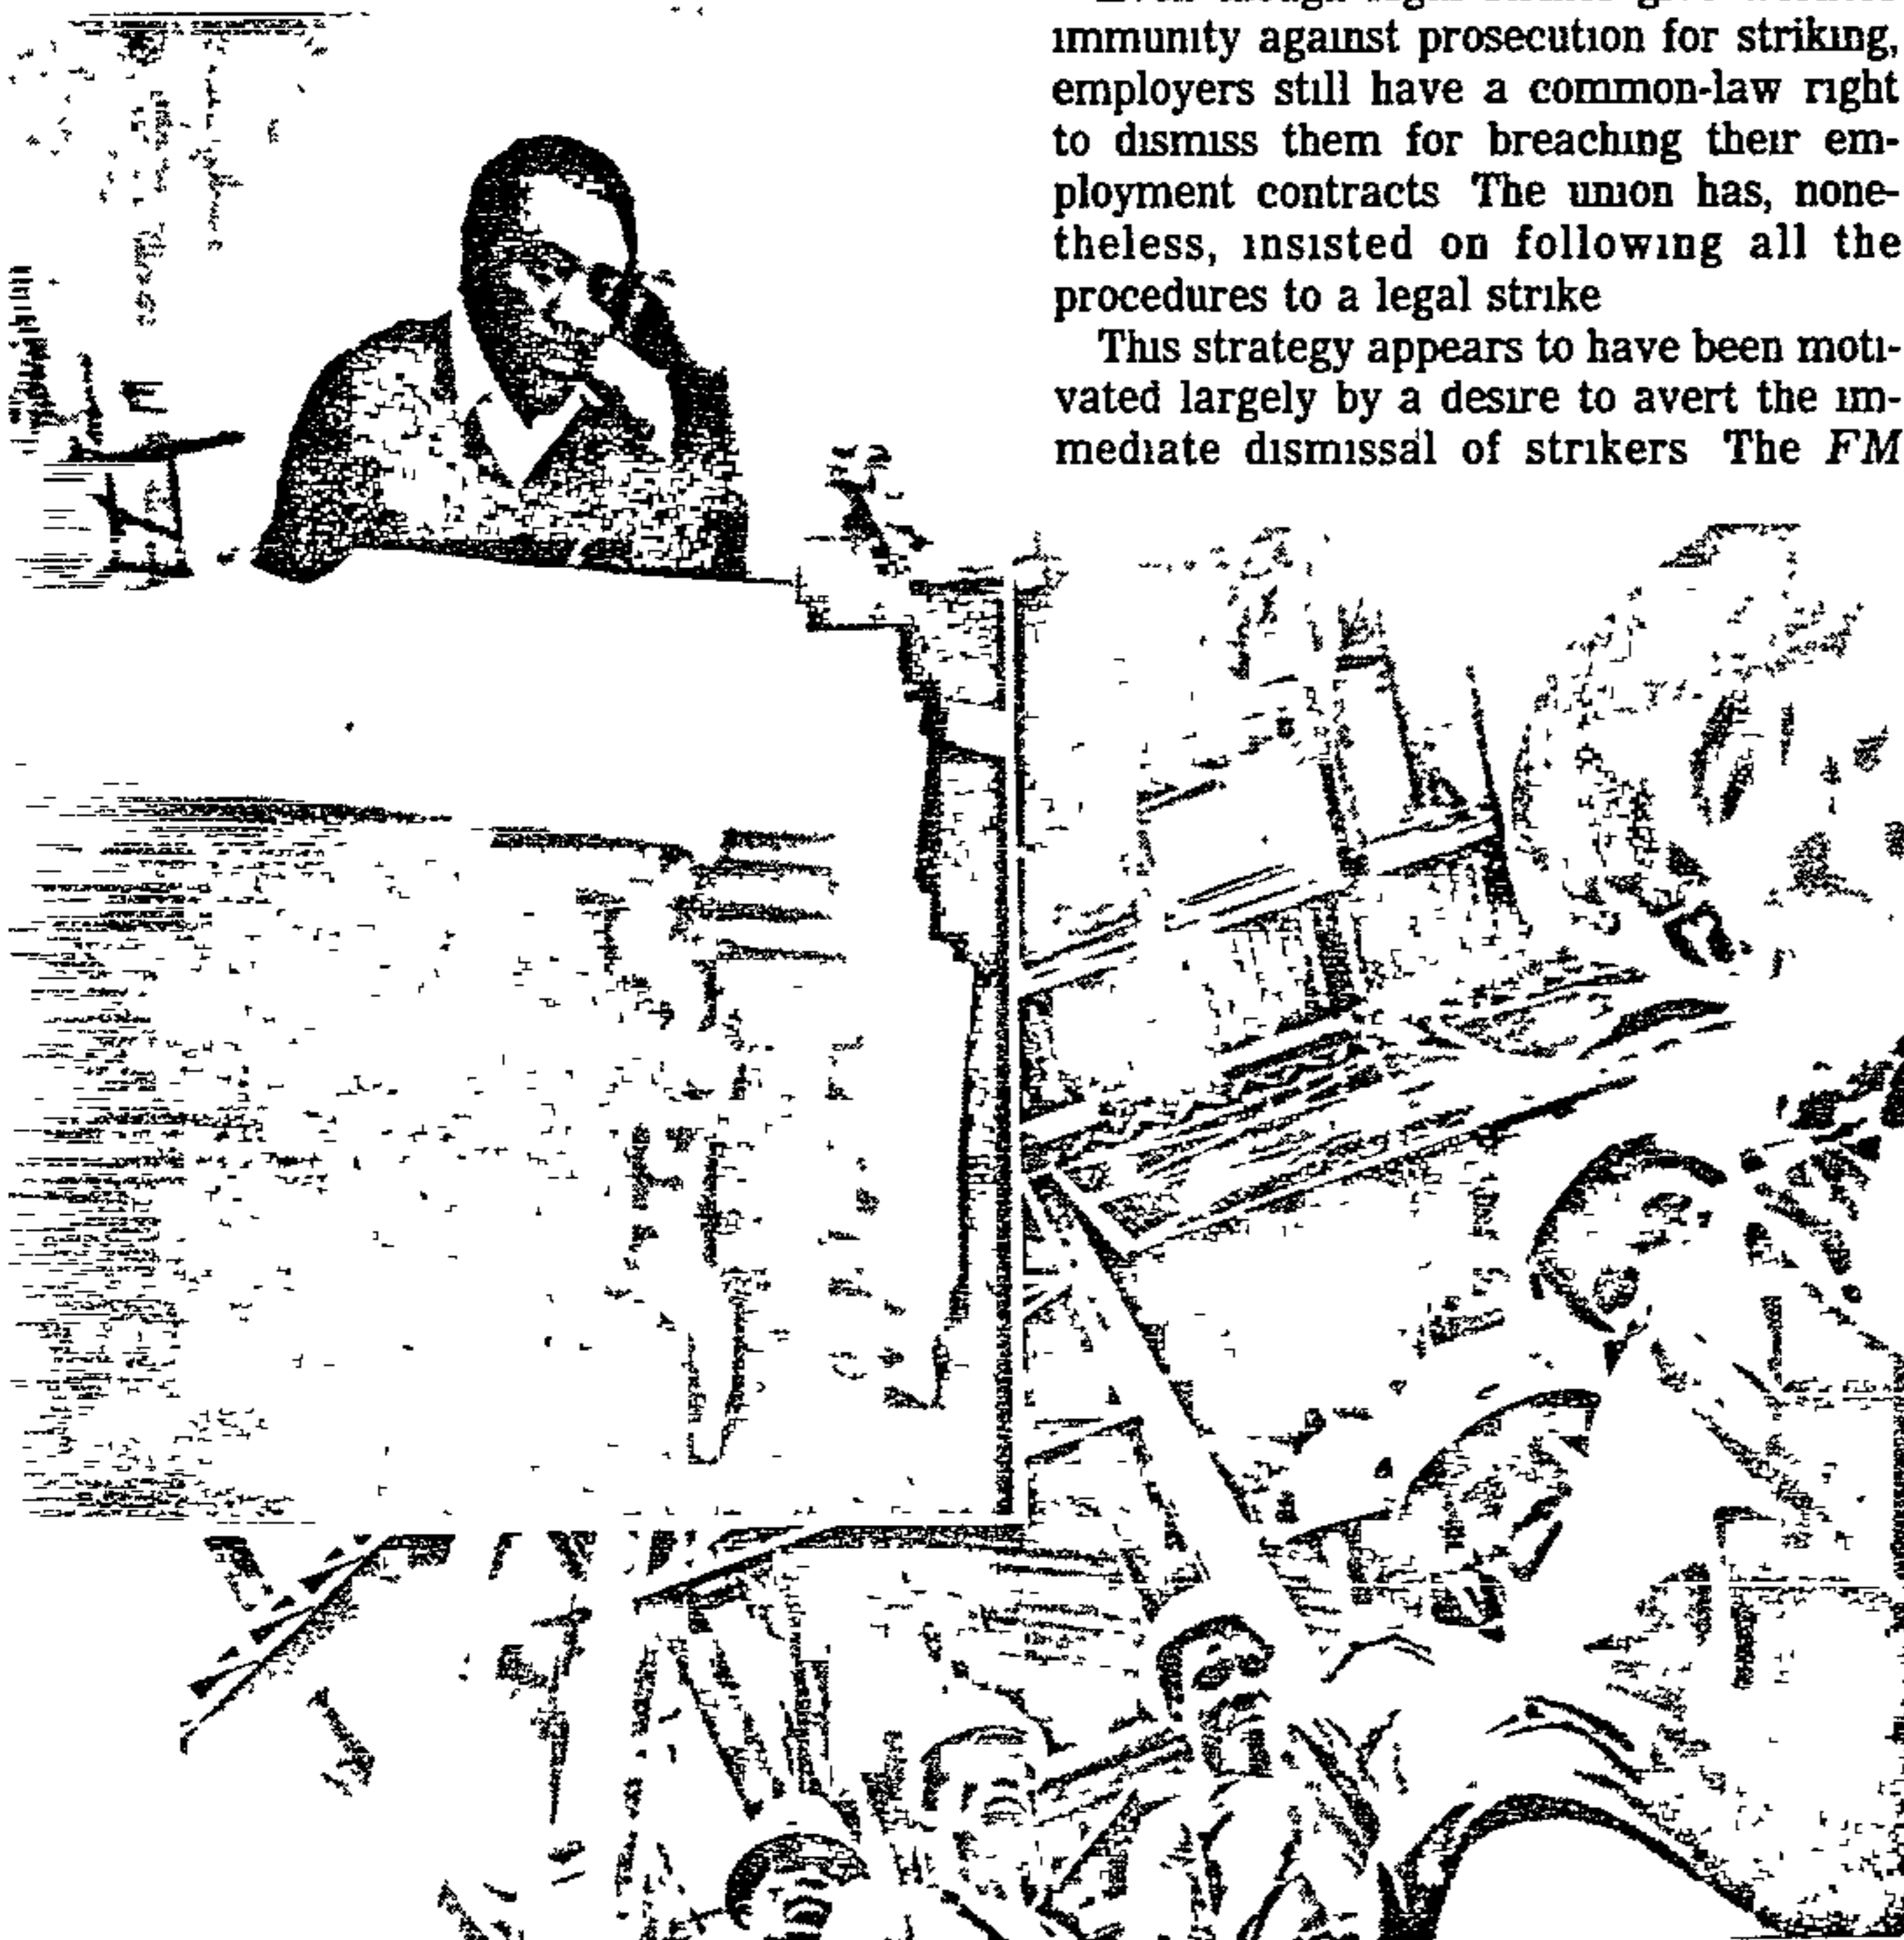 immunity against prosecution for striking,
employers still have a common-law right
to dismiss them for breaching their em-
ployment contracts The union has, none-
theless, insisted on following all the
procedures to a legal strike
This strategy appears to have been moti-
vated largely by a desire to avert the im-
mediate dismissal of strikers The FM